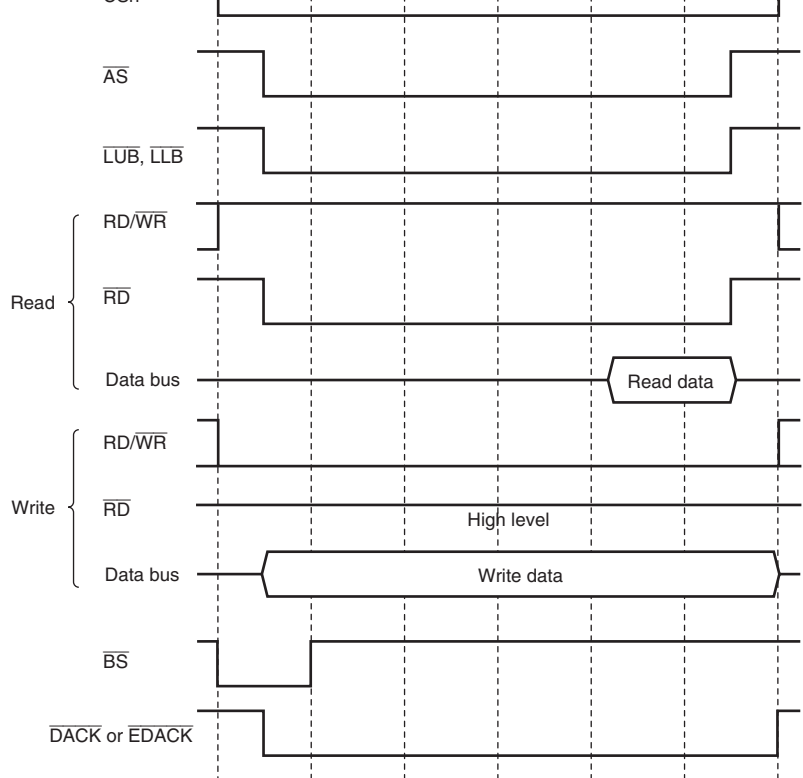 AS
LUB, LLB
RD/WR
Read
RD
Data bus
Read data
RD/WR
Write
RD
High level
Data bus
Write data
BS
DACK or EDACK